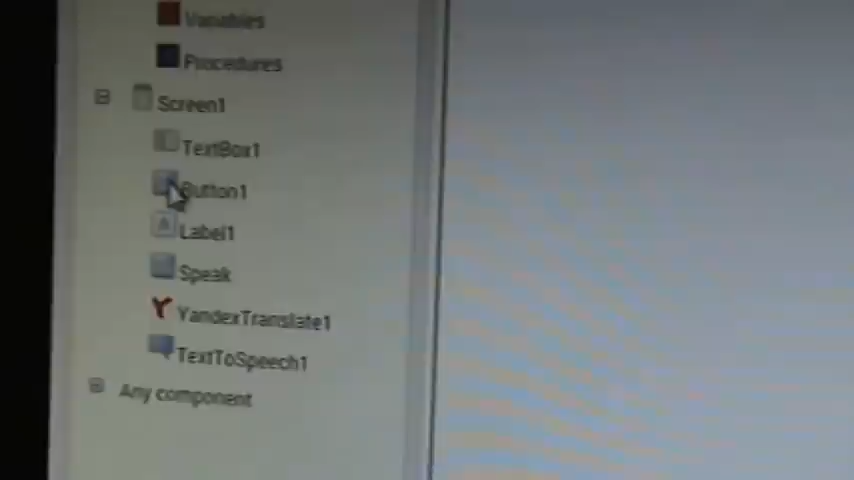 Variables
Procedures
Screen1
TextBox1
Button1
Label1
Speak
YandexTranslate1
TextToSpeech1
Any component